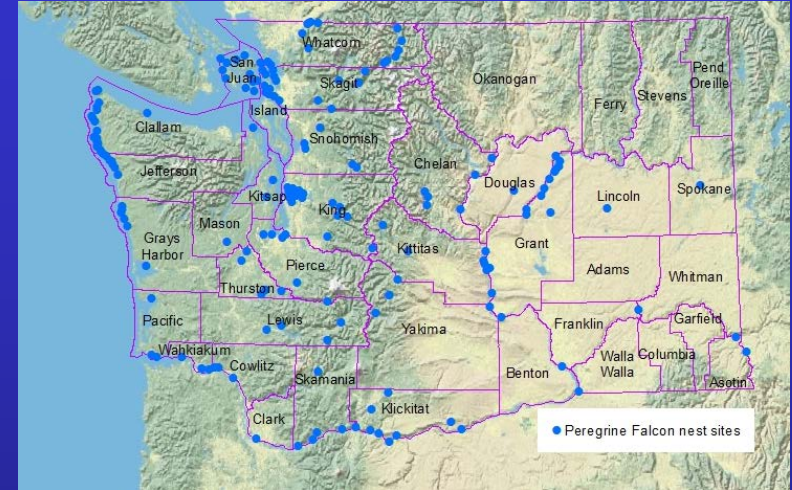 Whatcom
San
Juan
Skagit
Okanogan
Ferry
Stevens
Pend
Oreille
Island
Clallam
Snohomish
Chelan
Jefferson
Douglas
Lincoln
Spokane
Kitsap
King
Mason
Grays
Harbor
Kittitas
Grant
Pierce
Adams
Whitman
Thurston
Pacific
Lewis
Yakima
Franklin
Garfield
Wahkiakum
Cowlitz
Skamania
Benton
Walla
Walla
Columbia
Asotin
Clark
Klickitat
Peregrine Falcon nest sites